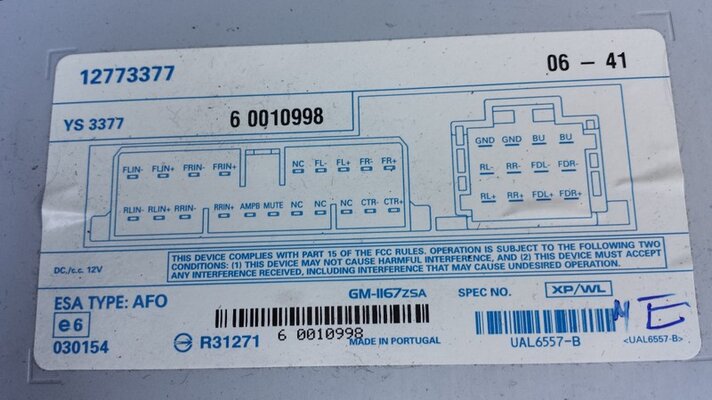 12773377
06 - 41
YS 3377
6 0010998
GND GND BU BU
FLIN- FLIN+ FRIN- FRIN+ NC FL- FL+ FR- FR+
RL- RR- FDL- FDR-
RLIN- RLIN+ RRIN- RRIN+ AMPB MUTE NC NC NC CTR- CTR+
RL+ RR+ FDL+ FDR+
DC./c.c. 12V
THIS DEVICE COMPLIES WITH PART 15 OF THE FCC RULES. OPERATION IS SUBJECT TO THE FOLLOWING TWO
CONDITIONS: (1) THIS DEVICE MAY NOT CAUSE HARMFUL INTERFERENCE, AND (2) THIS DEVICE MUST ACCEPT
ANY INTERFERENCE RECEIVED, INCLUDING INTERFERENCE THAT MAY CAUSE UNDESIRED OPERATION.
ESA TYPE: AFO
GM-1167ZSA
SPEC NO.
XP/WL
e6
030154
R31271
6 0010998
MADE IN PORTUGAL
UAL6557-B
ME
<UAL6557-B>